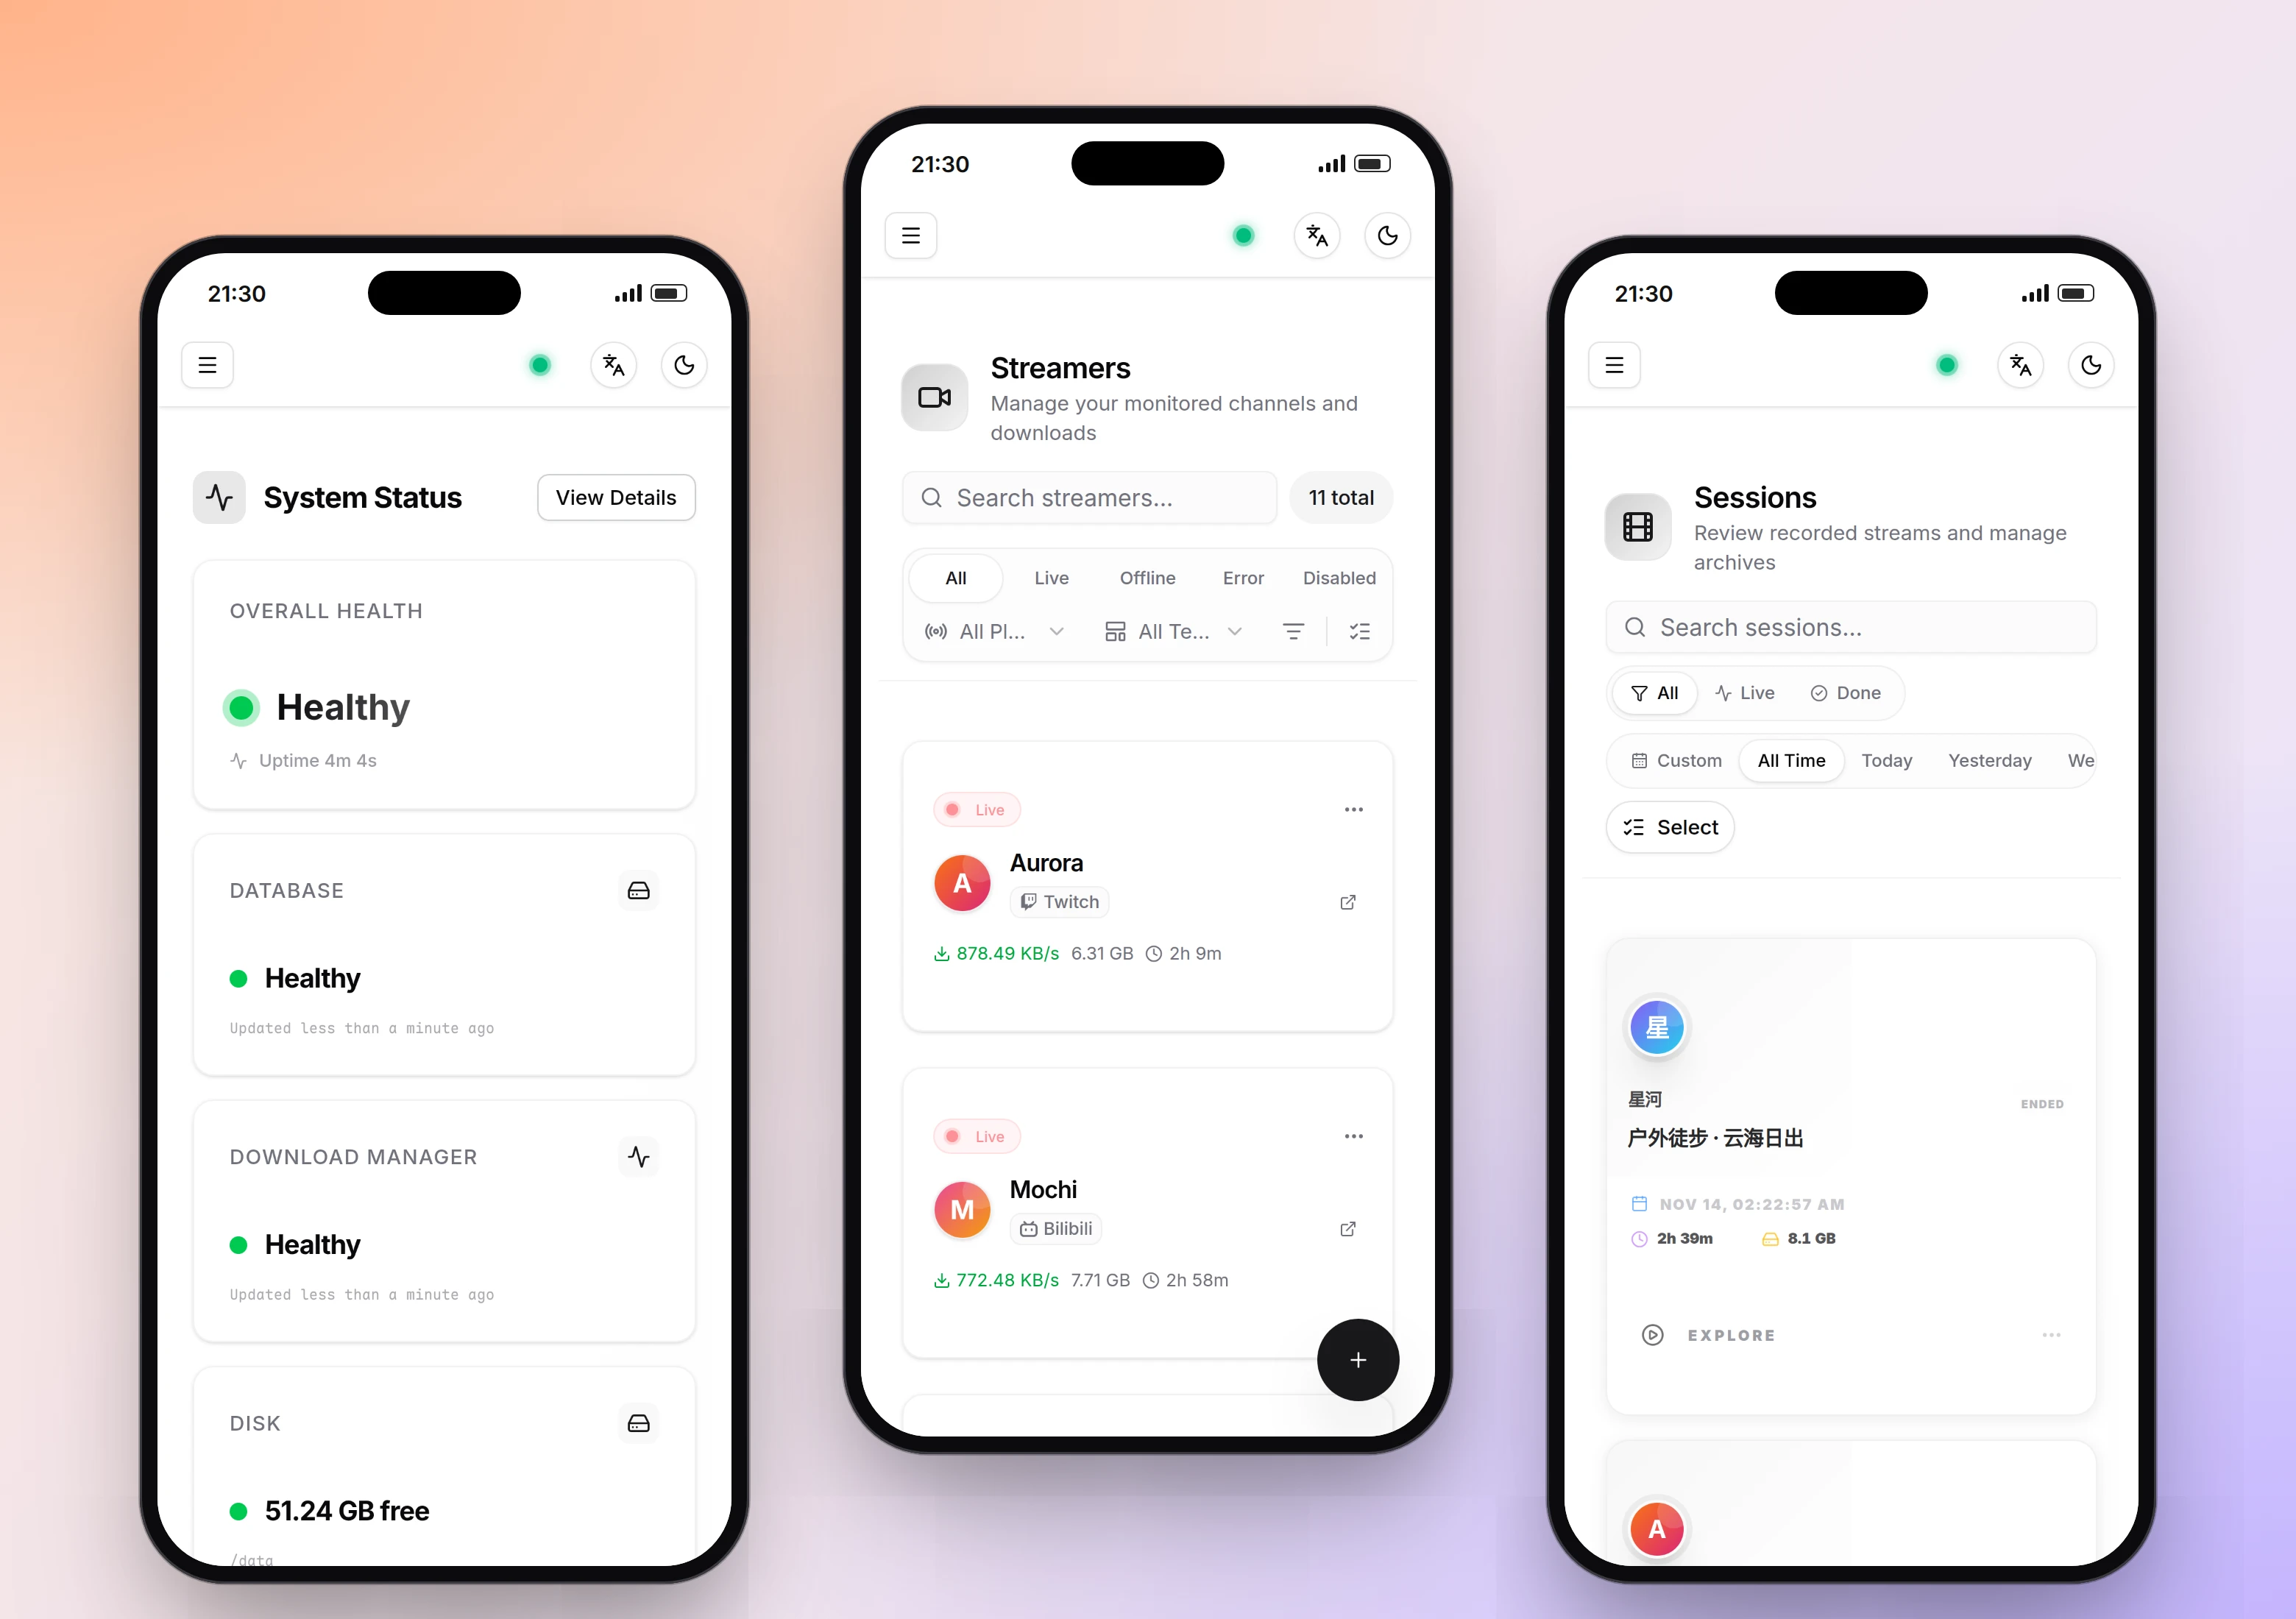 21:30
System Status
View Details
OVERALL HEALTH
Healthy
Uptime 4m 4s
DATABASE
Healthy
Updated less than a minute ago
DOWNLOAD MANAGER
Healthy
Updated less than a minute ago
DISK
51.24 GB free
/data
21:30
Streamers
Manage your monitored channels and
downloads
Search streamers...
11 total
All Live Offline Error Disabled
All Pl... All Te...
Live
A
Aurora
Twitch
878.49 KB/s 6.31 GB 2h 9m
Live
M
Mochi
Bilibili
772.48 KB/s 7.71 GB 2h 58m
21:30
Sessions
Review recorded streams and manage
archives
Search sessions...
All Live Done
Custom All Time Today Yesterday We
Select
星
星河
ENDED
户外徒步 · 云海日出
NOV 14, 02:22:57 AM
2h 39m 8.1 GB
EXPLORE
A